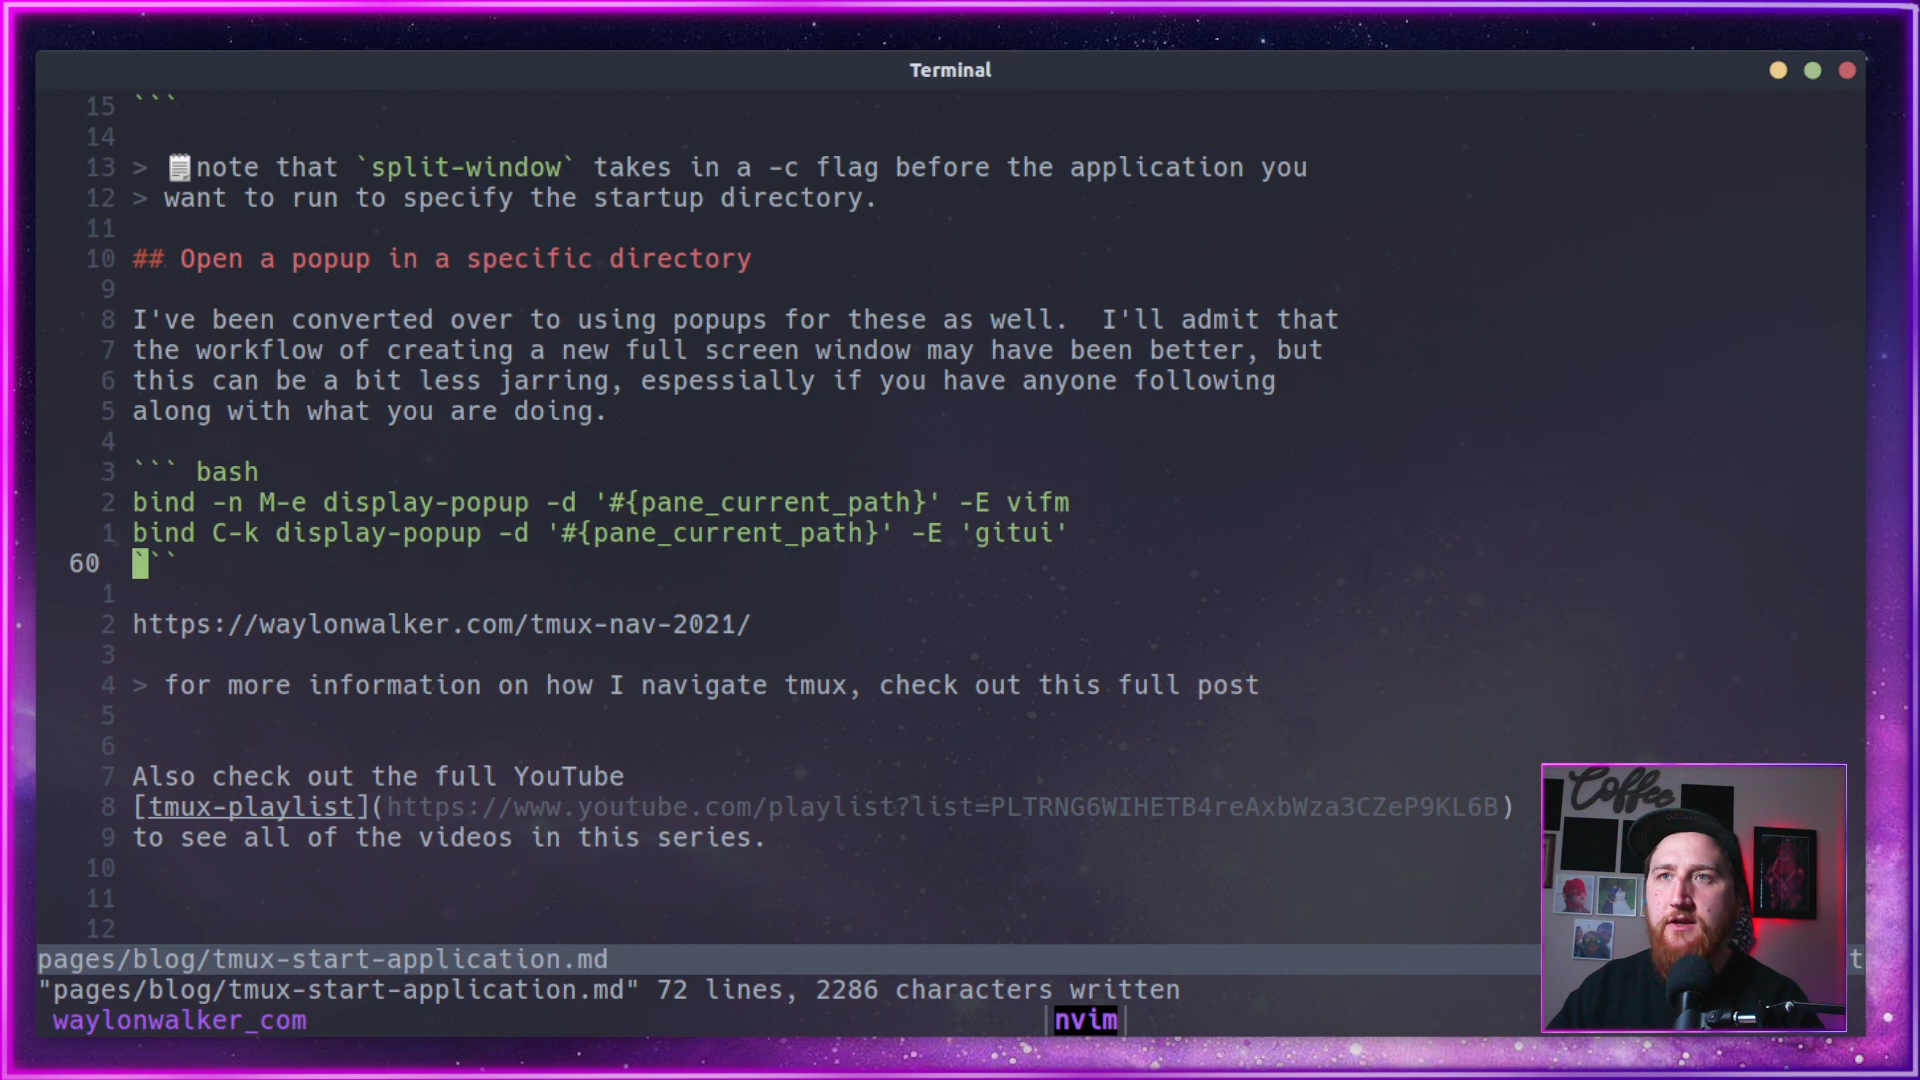 Terminal
15 ```
14
13 > 🗒️note that `split-window` takes in a -c flag before the application you
12 > want to run to specify the startup directory.
11
10 ## Open a popup in a specific directory
9
8 I've been converted over to using popups for these as well.  I'll admit that
7 the workflow of creating a new full screen window may have been better, but
6 this can be a bit less jarring, espessially if you have anyone following
5 along with what you are doing.
4
3 ``` bash
2 bind -n M-e display-popup -d '#{pane_current_path}' -E vifm
1 bind C-k display-popup -d '#{pane_current_path}' -E 'gitui'
60 ```
1
2 https://waylonwalker.com/tmux-nav-2021/
3
4 > for more information on how I navigate tmux, check out this full post
5
6
7 Also check out the full YouTube
8 [tmux-playlist](https://www.youtube.com/playlist?list=PLTRNG6WIHETB4reAxbWza3CZeP9KL6B)
9 to see all of the videos in this series.
10
11
12
Coffee
pages/blog/tmux-start-application.md t
"pages/blog/tmux-start-application.md" 72 lines, 2286 characters written
waylonwalker_com |nvim|